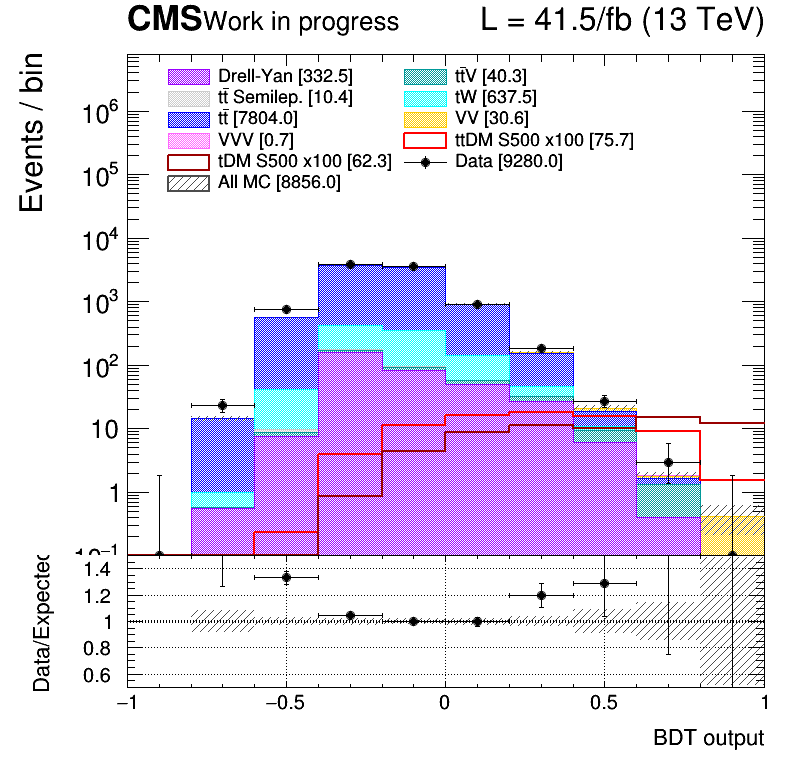 CMS Work in progress L = 41.5/fb (13 TeV)
Events / bin
Drell-Yan [332.5] tt̄V [40.3]
tt̄ Semilep. [10.4] tW [637.5]
tt̄ [7804.0] VV [30.6]
VVV [0.7] ttDM S500 x100 [75.7]
tDM S500 x100 [62.3] Data [9280.0]
All MC [8856.0]
10⁶
10⁵
10⁴
10³
10²
10
1
10⁻¹
Data/Expected
1.4
1.2
1
0.8
0.6
−1 −0.5 0 0.5 1
BDT output